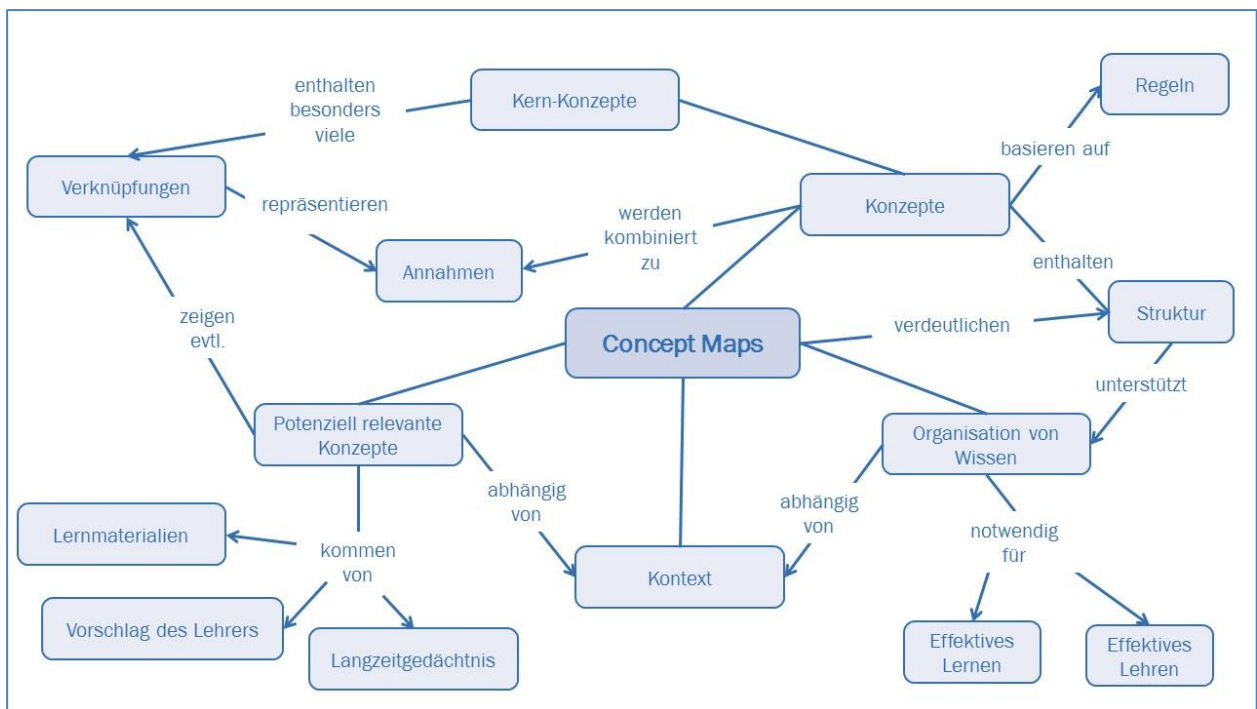 Regeln
enthalten
besonders
viele
Kern-Konzepte
basieren auf
Verknüpfungen
repräsentieren
Konzepte
werden
kombiniert
zu
Annahmen
enthalten
zeigen
evtl.
Concept Maps
verdeutlichen
Struktur
unterstützt
Potenziell relevante
Konzepte
Organisation von
Wissen
abhängig
von
abhängig
von
Lernmaterialien
kommen
von
notwendig
für
Kontext
Vorschlag des Lehrers
Langzeitgedächtnis
Effektives
Lernen
Effektives
Lehren